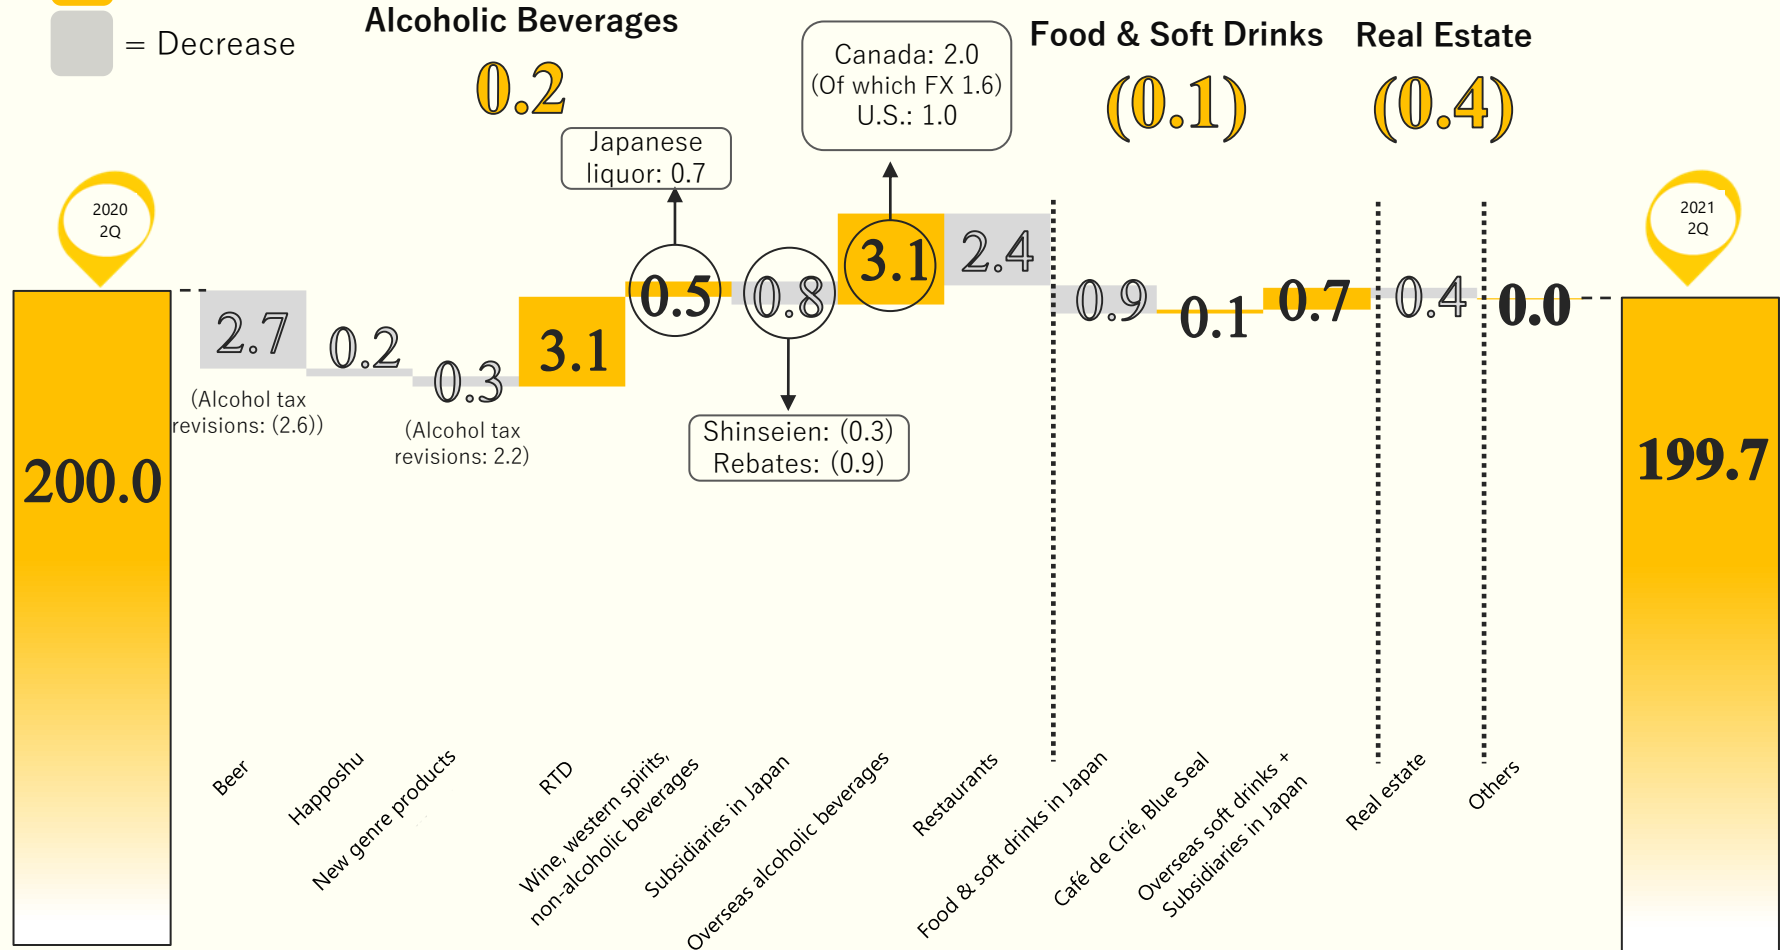 = Decrease
Alcoholic Beverages
0.2
Food & Soft Drinks
(0.1)
Real Estate
(0.4)
Canada: 2.0
(Of which FX 1.6)
U.S.: 1.0
Japanese
liquor: 0.7
2020
2Q
2021
2Q
200.0
2.7
(Alcohol tax
revisions: (2.6))
0.2
0.3
(Alcohol tax
revisions: 2.2)
3.1
0.5
0.8
Shinseien: (0.3)
Rebates: (0.9)
3.1
2.4
0.9
0.1
0.7
0.4
0.0
199.7
Beer
Happoshu
New genre products
RTD
Wine, western spirits,
non-alcoholic beverages
Subsidiaries in Japan
Overseas alcoholic beverages
Restaurants
Food & soft drinks in Japan
Café de Crié, Blue Seal
Overseas soft drinks +
Subsidiaries in Japan
Real estate
Others